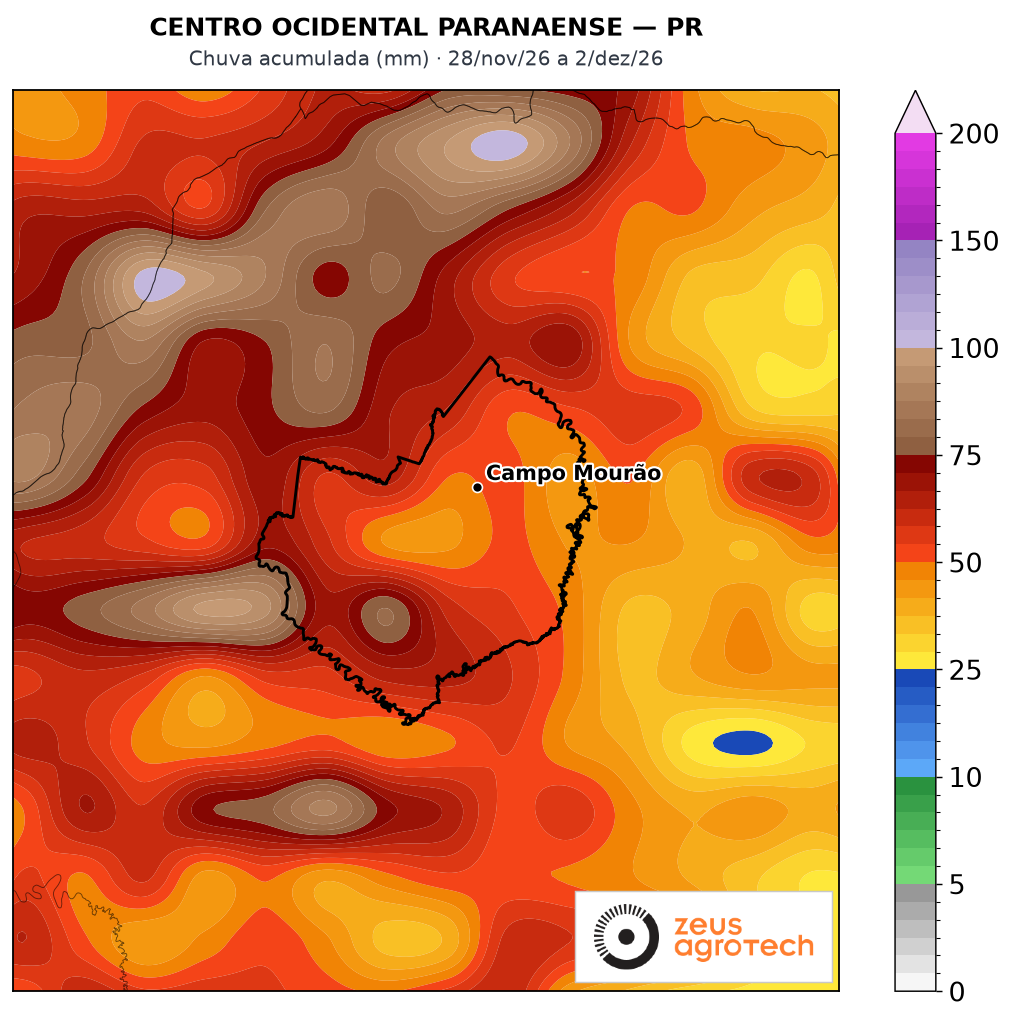 CENTRO OCIDENTAL PARANAENSE — PR
Chuva acumulada (mm) · 28/nov/26 a 2/dez/26
Campo Mourão
200
150
100
75
50
25
10
5
0
zeus
agrotech